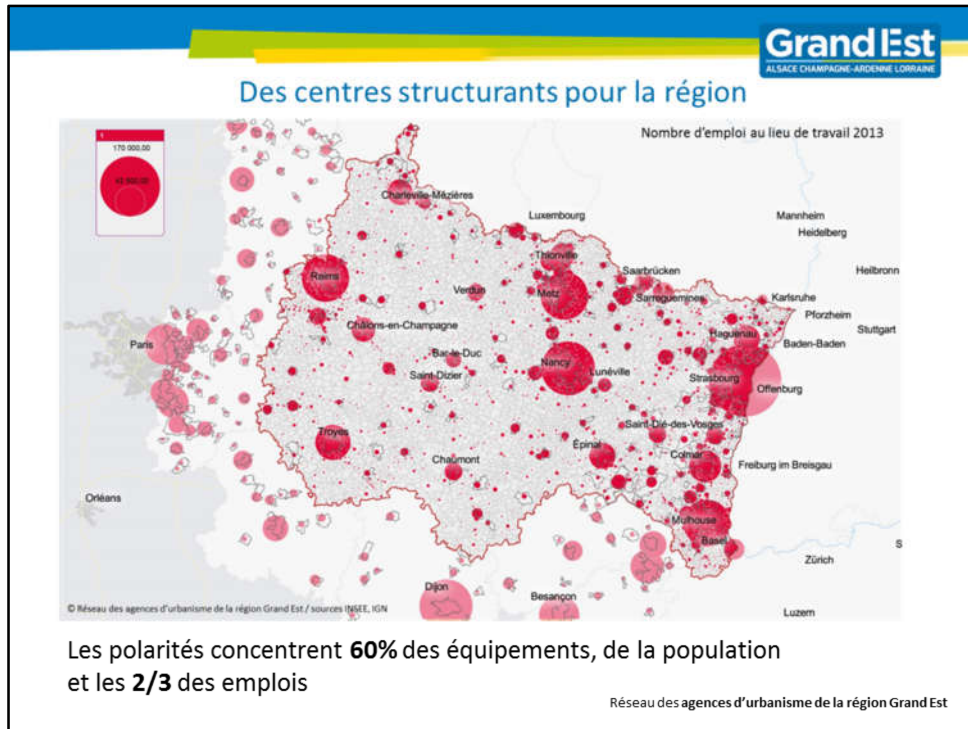 Grand Est
ALSACE CHAMPAGNE-ARDENNE LORRAINE
Des centres structurants pour la région
Nombre d'emploi au lieu de travail 2013
1
170 000,00
42 500,00
Charleville-Mézières
Luxembourg
Mannheim
Heidelberg
Thionville
Saarbrücken
Heilbronn
Reims
Verdun
Metz
Sarreguemines
Karlsruhe
Pforzheim
Châlons-en-Champagne
Haguenau
Stuttgart
Paris
Baden-Baden
Bar-le-Duc
Nancy
Lunéville
Saint-Dizier
Strasbourg
Offenburg
Troyes
Saint-Dié-des-Vosges
Épinal
Chaumont
Colmar
Freiburg im Breisgau
Orléans
Mulhouse
Basel
S
Zürich
Dijon
Besançon
Luzern
© Réseau des agences d'urbanisme de la région Grand Est / sources INSEE, IGN
Les polarités concentrent 60% des équipements, de la population
et les 2/3 des emplois
Réseau des agences d'urbanisme de la région Grand Est